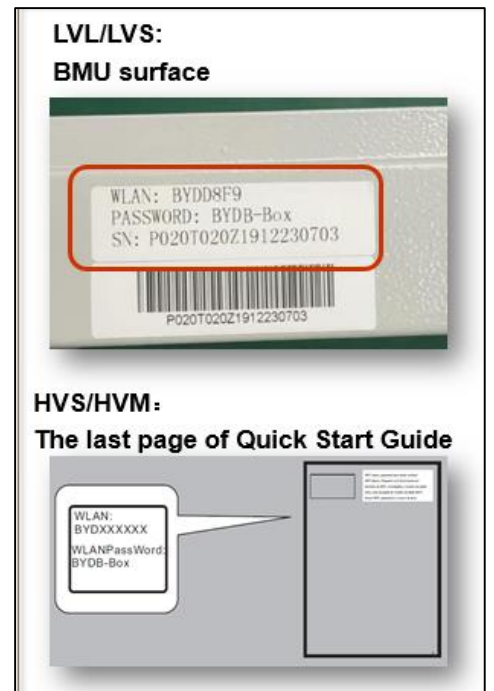 LVL/LVS:
BMU surface
WLAN: BYDD8F9
PASSWORD: BYDB-Box
SN: P020T020Z1912230703
P020T020Z1912230703
HVS/HVM：
The last page of Quick Start Guide
WLAN:
BYDXXXXXX
WLANPassWord:
BYDB-Box